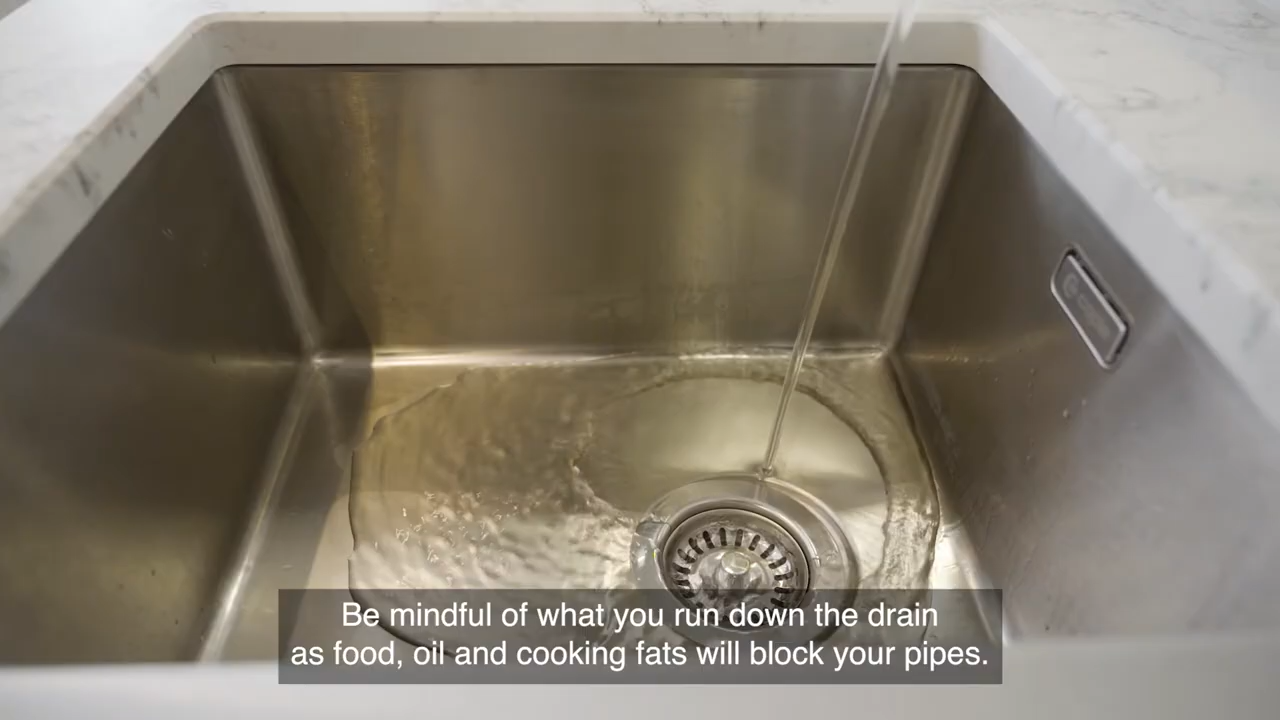 Be mindful of what you run down the drain
as food, oil and cooking fats will block your pipes.